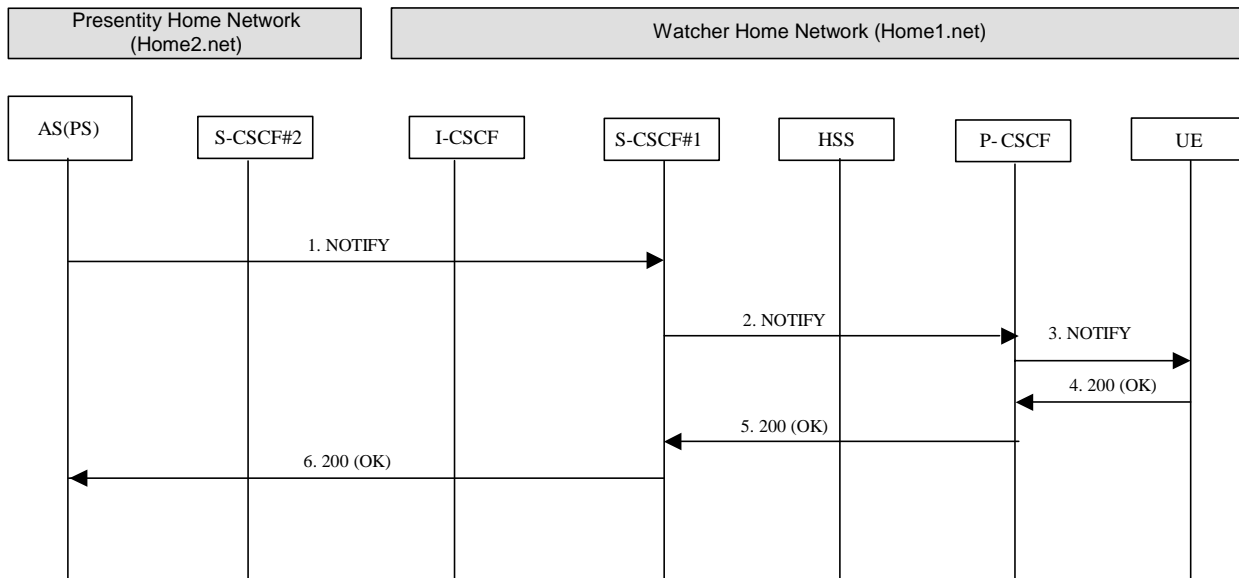 Presentity Home Network
(Home2.net)
Watcher Home Network (Home1.net)
AS(PS)
S-CSCF#2
I-CSCF
S-CSCF#1
HSS
P- CSCF
UE
1. NOTIFY
2. NOTIFY
3. NOTIFY
4. 200 (OK)
5. 200 (OK)
6. 200 (OK)